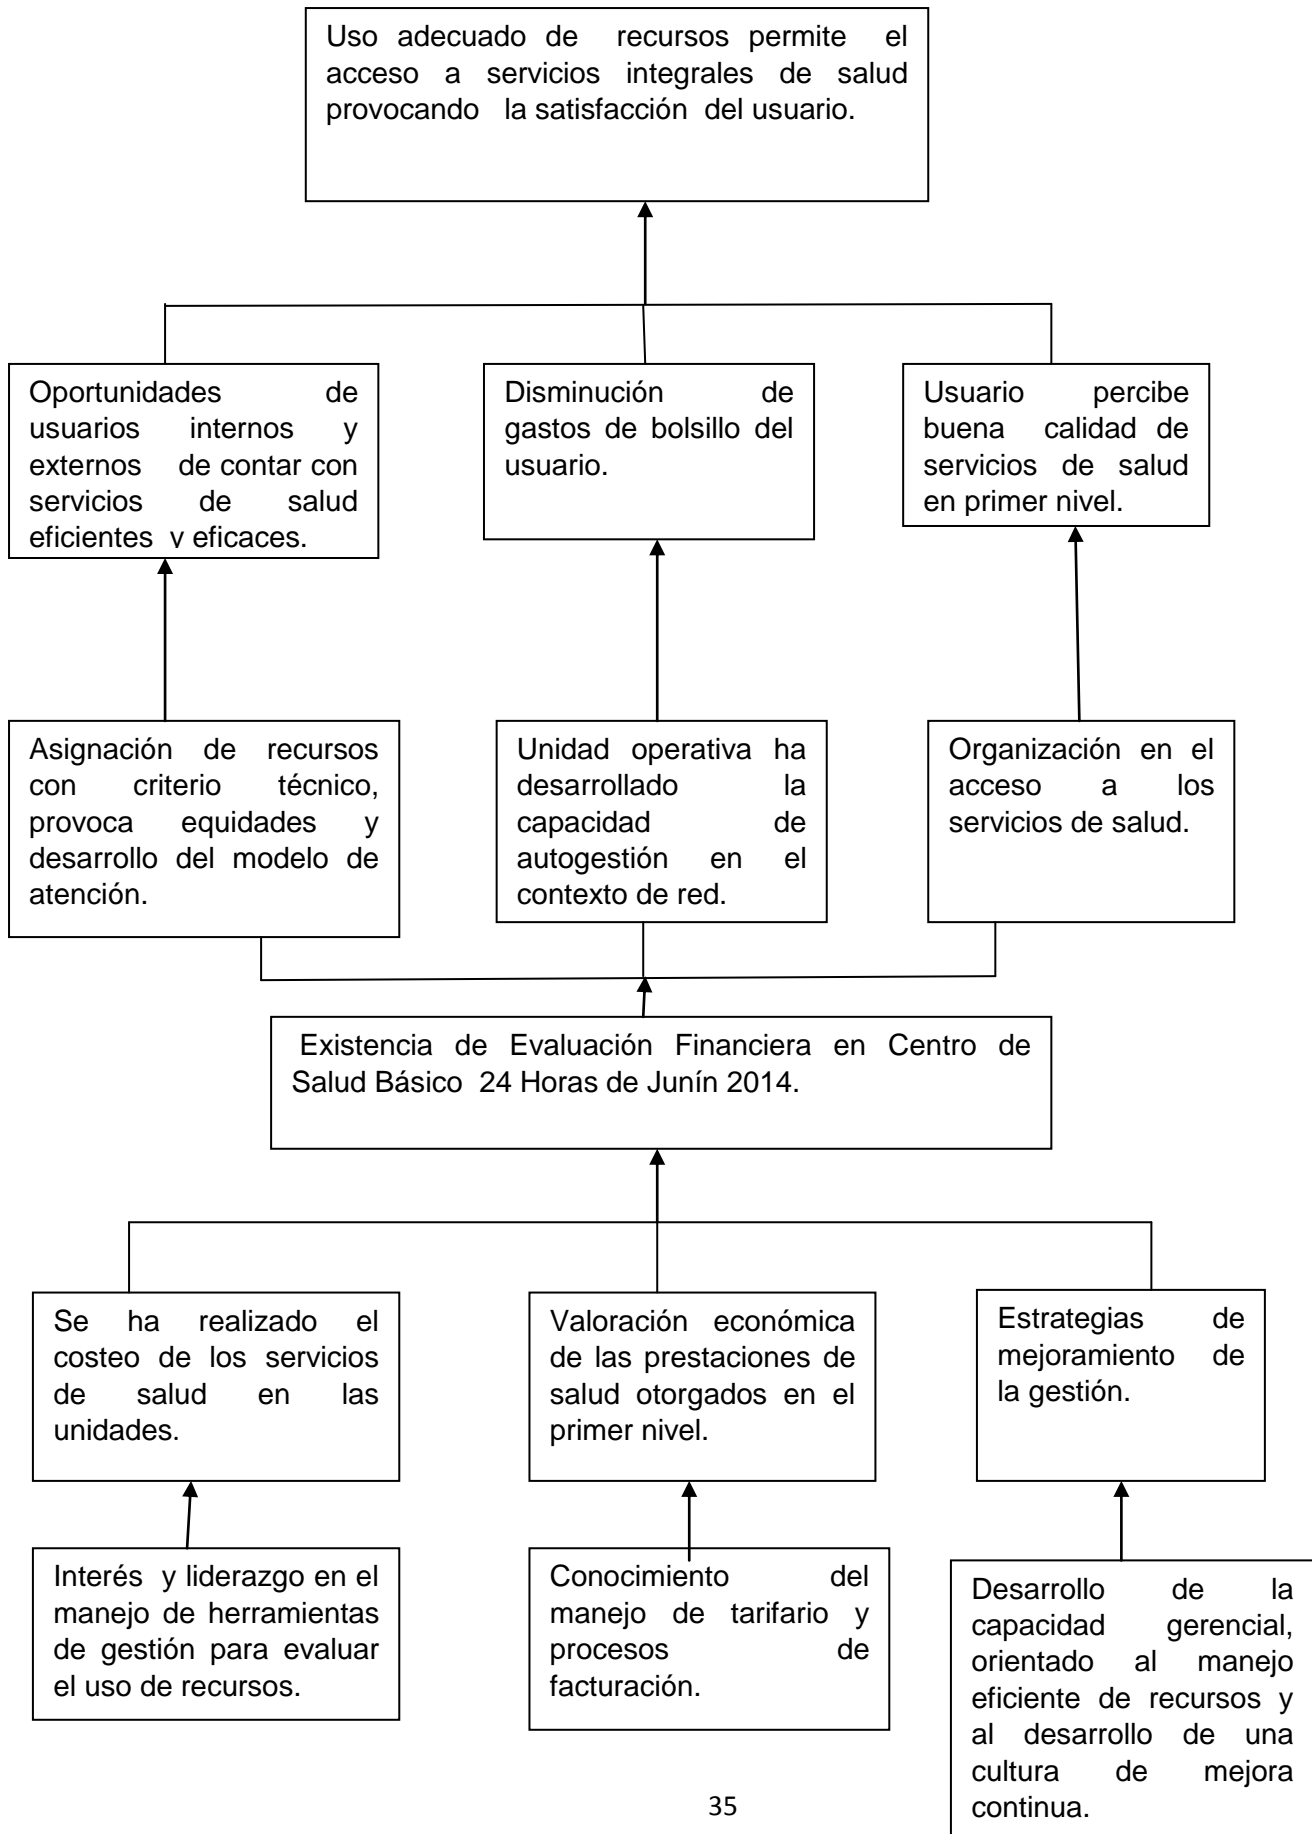 Uso adecuado de recursos permite el
acceso a servicios integrales de salud
provocando la satisfacción del usuario.
Oportunidades de
usuarios internos y
externos de contar con
servicios de salud
eficientes y eficaces.
Disminución de
gastos de bolsillo del
usuario.
Usuario percibe
buena calidad de
servicios de salud
en primer nivel.
Asignación de recursos
con criterio técnico,
provoca equidades y
desarrollo del modelo de
atención.
Unidad operativa ha
desarrollado la
capacidad de
autogestión en el
contexto de red.
Organización en el
acceso a los
servicios de salud.
Existencia de Evaluación Financiera en Centro de
Salud Básico 24 Horas de Junín 2014.
Se ha realizado el
costeo de los servicios
de salud en las
unidades.
Valoración económica
de las prestaciones de
salud otorgados en el
primer nivel.
Estrategias de
mejoramiento de
la gestión.
Interés y liderazgo en el
manejo de herramientas
de gestión para evaluar
el uso de recursos.
Conocimiento del
manejo de tarifario y
procesos de
facturación.
Desarrollo de la
capacidad gerencial,
orientado al manejo
eficiente de recursos y
al desarrollo de una
cultura de mejora
continua.
35